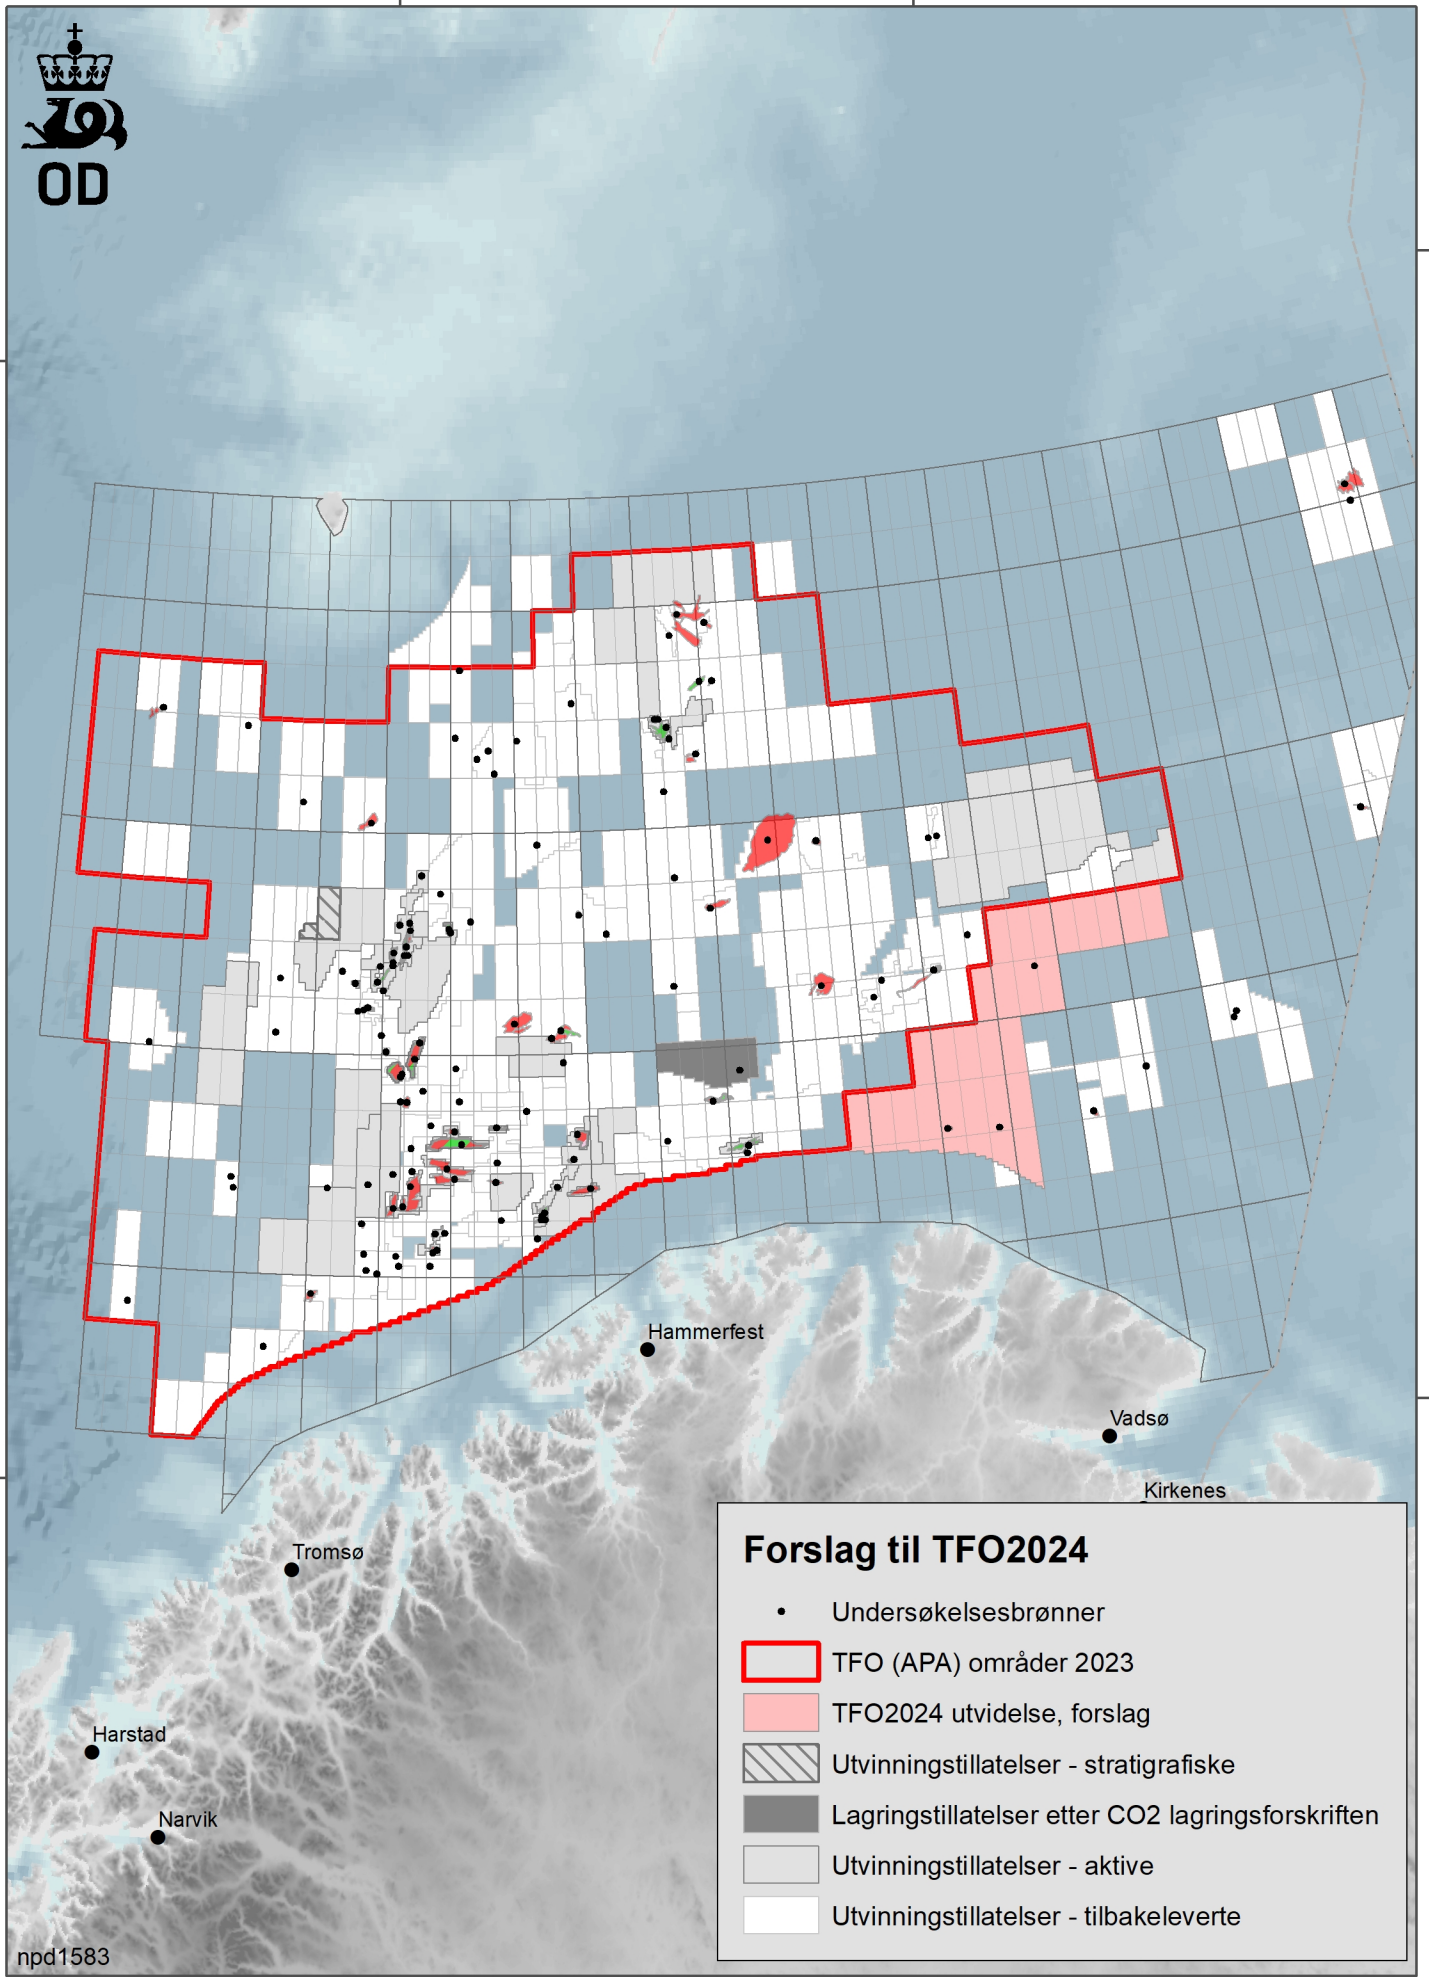 OD
Hammerfest
Vadsø
Kirkenes
Tromsø
Harstad
Narvik
npd1583
Forslag til TFO2024
Undersøkelsesbrønner
TFO (APA) områder 2023
TFO2024 utvidelse, forslag
Utvinningstillatelser - stratigrafiske
Lagringstillatelser etter CO2 lagringsforskriften
Utvinningstillatelser - aktive
Utvinningstillatelser - tilbakeleverte